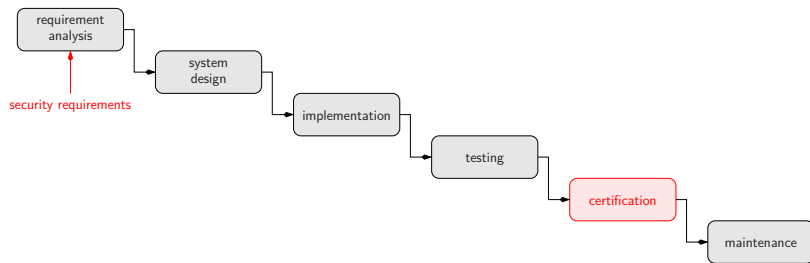 requirement
analysis
security requirements
system
design
implementation
testing
certification
maintenance